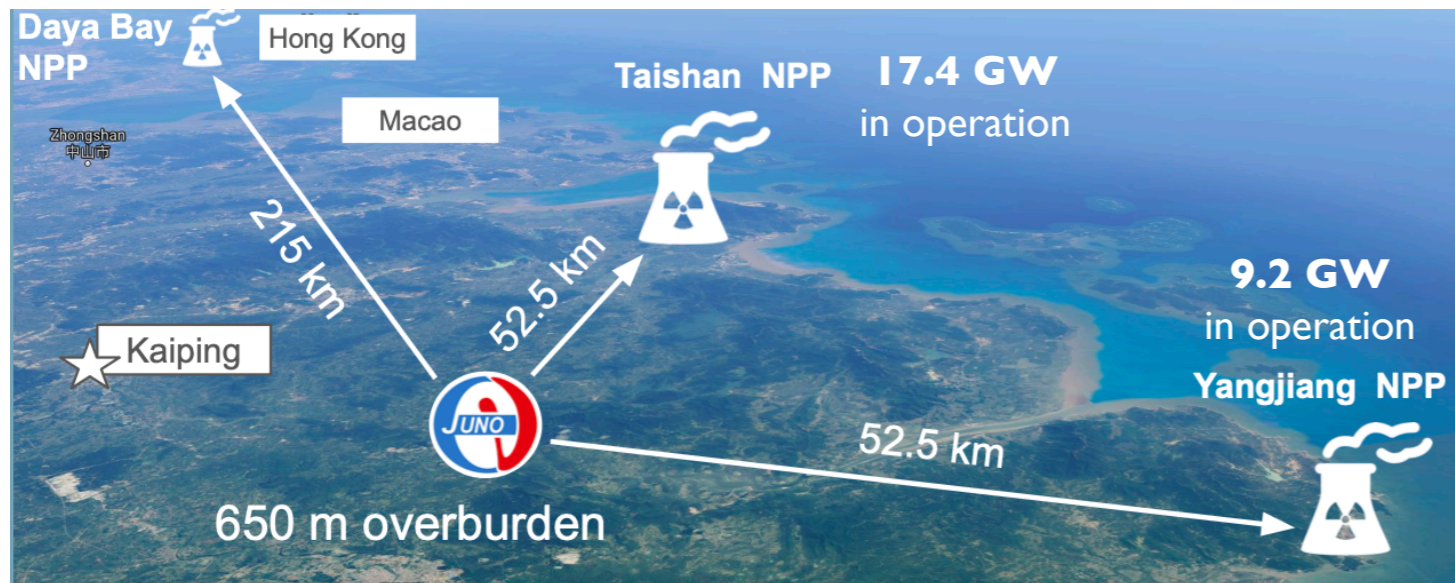 Daya Bay
NPP
Hong Kong
Taishan NPP
17.4 GW
in operation
Macao
Zhongshan
中山市
215 km
52.5 km
9.2 GW
in operation
Kaiping
Yangjiang NPP
JUNO
52.5 km
650 m overburden